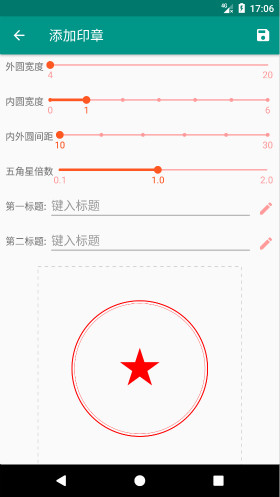 4G 17:06
添加印章
外圆宽度
4 20
内圆宽度
0 1 6
内外圆间距
10 30
五角星倍数
0.1 1.0 2.0
第一标题: 键入标题
第二标题: 键入标题